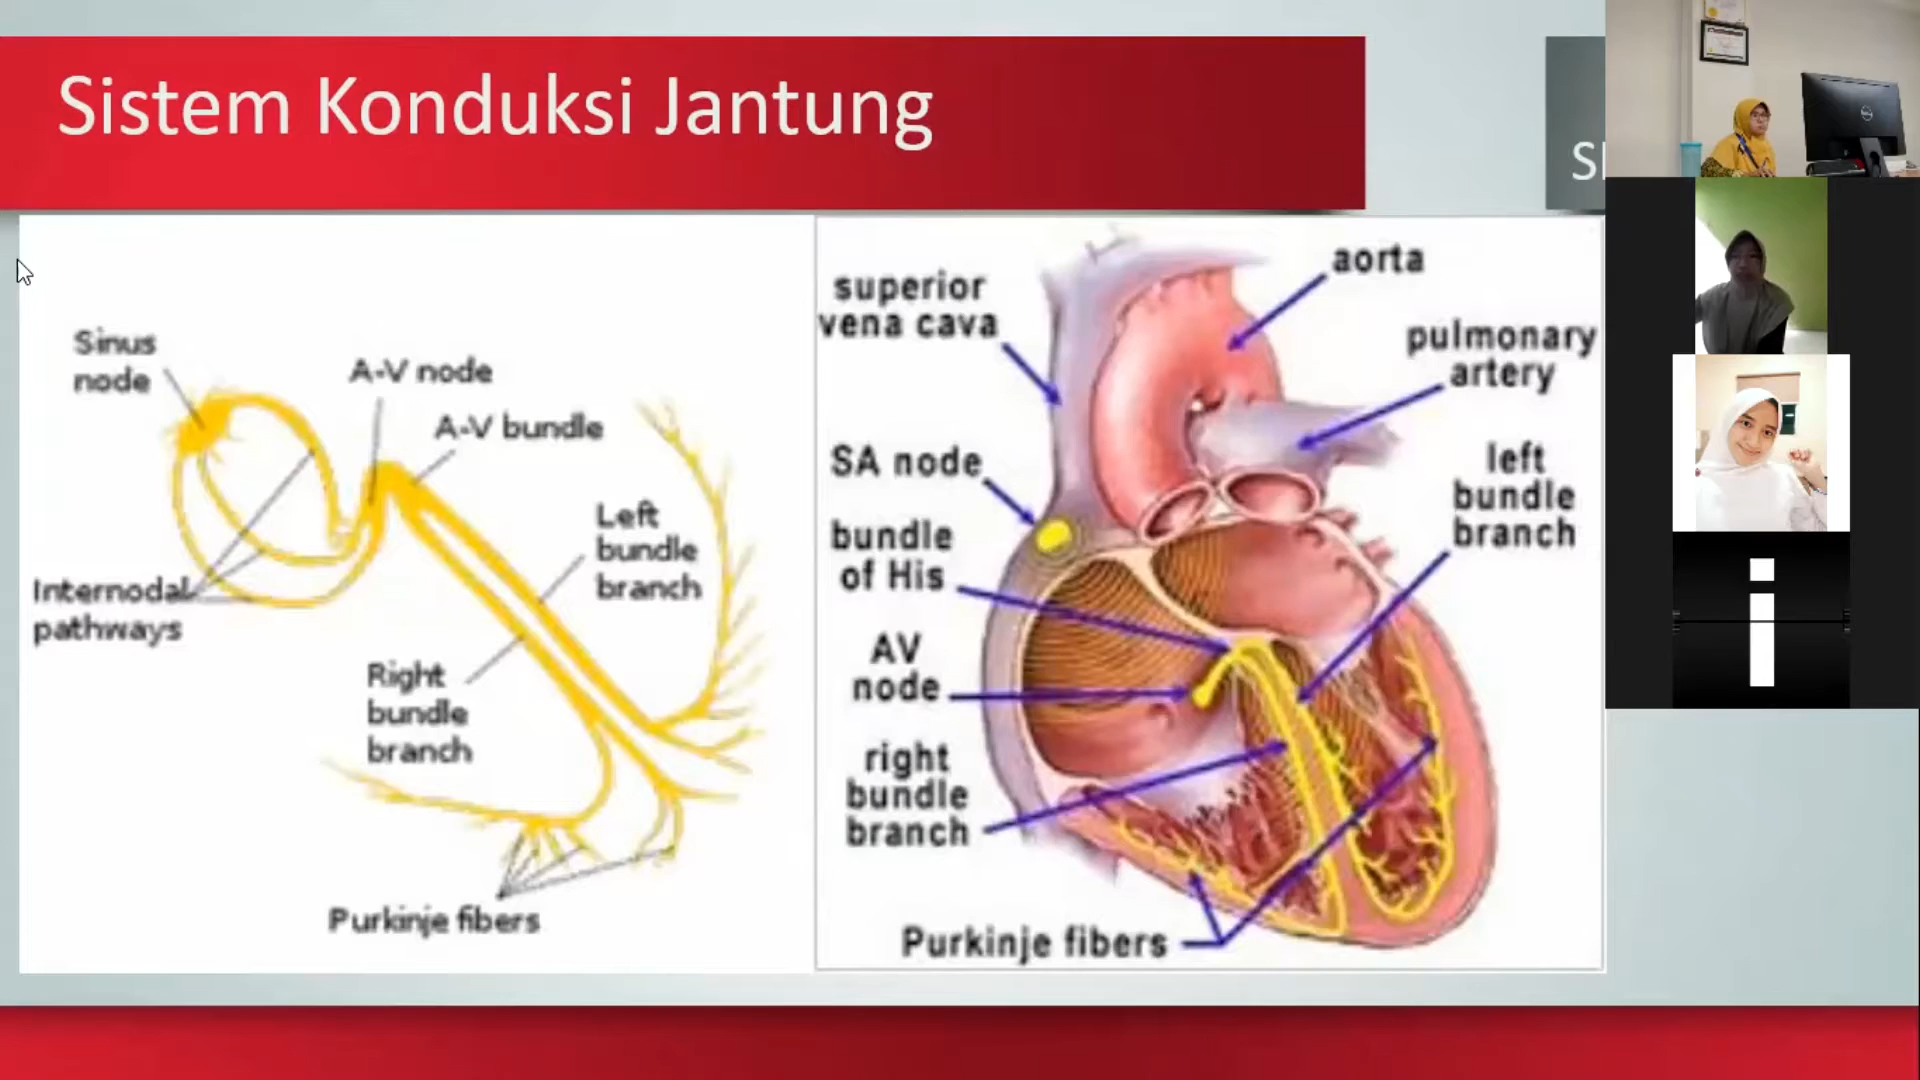 Sistem Konduksi Jantung
Sinus
node
A-V node
A-V bundle
Left
bundle
branch
Internodal
pathways
Right
bundle
branch
Purkinje fibers
superior
vena cava
aorta
pulmonary
artery
SA node
left
bundle
branch
bundle
of His
AV
node
right
bundle
branch
Purkinje fibers